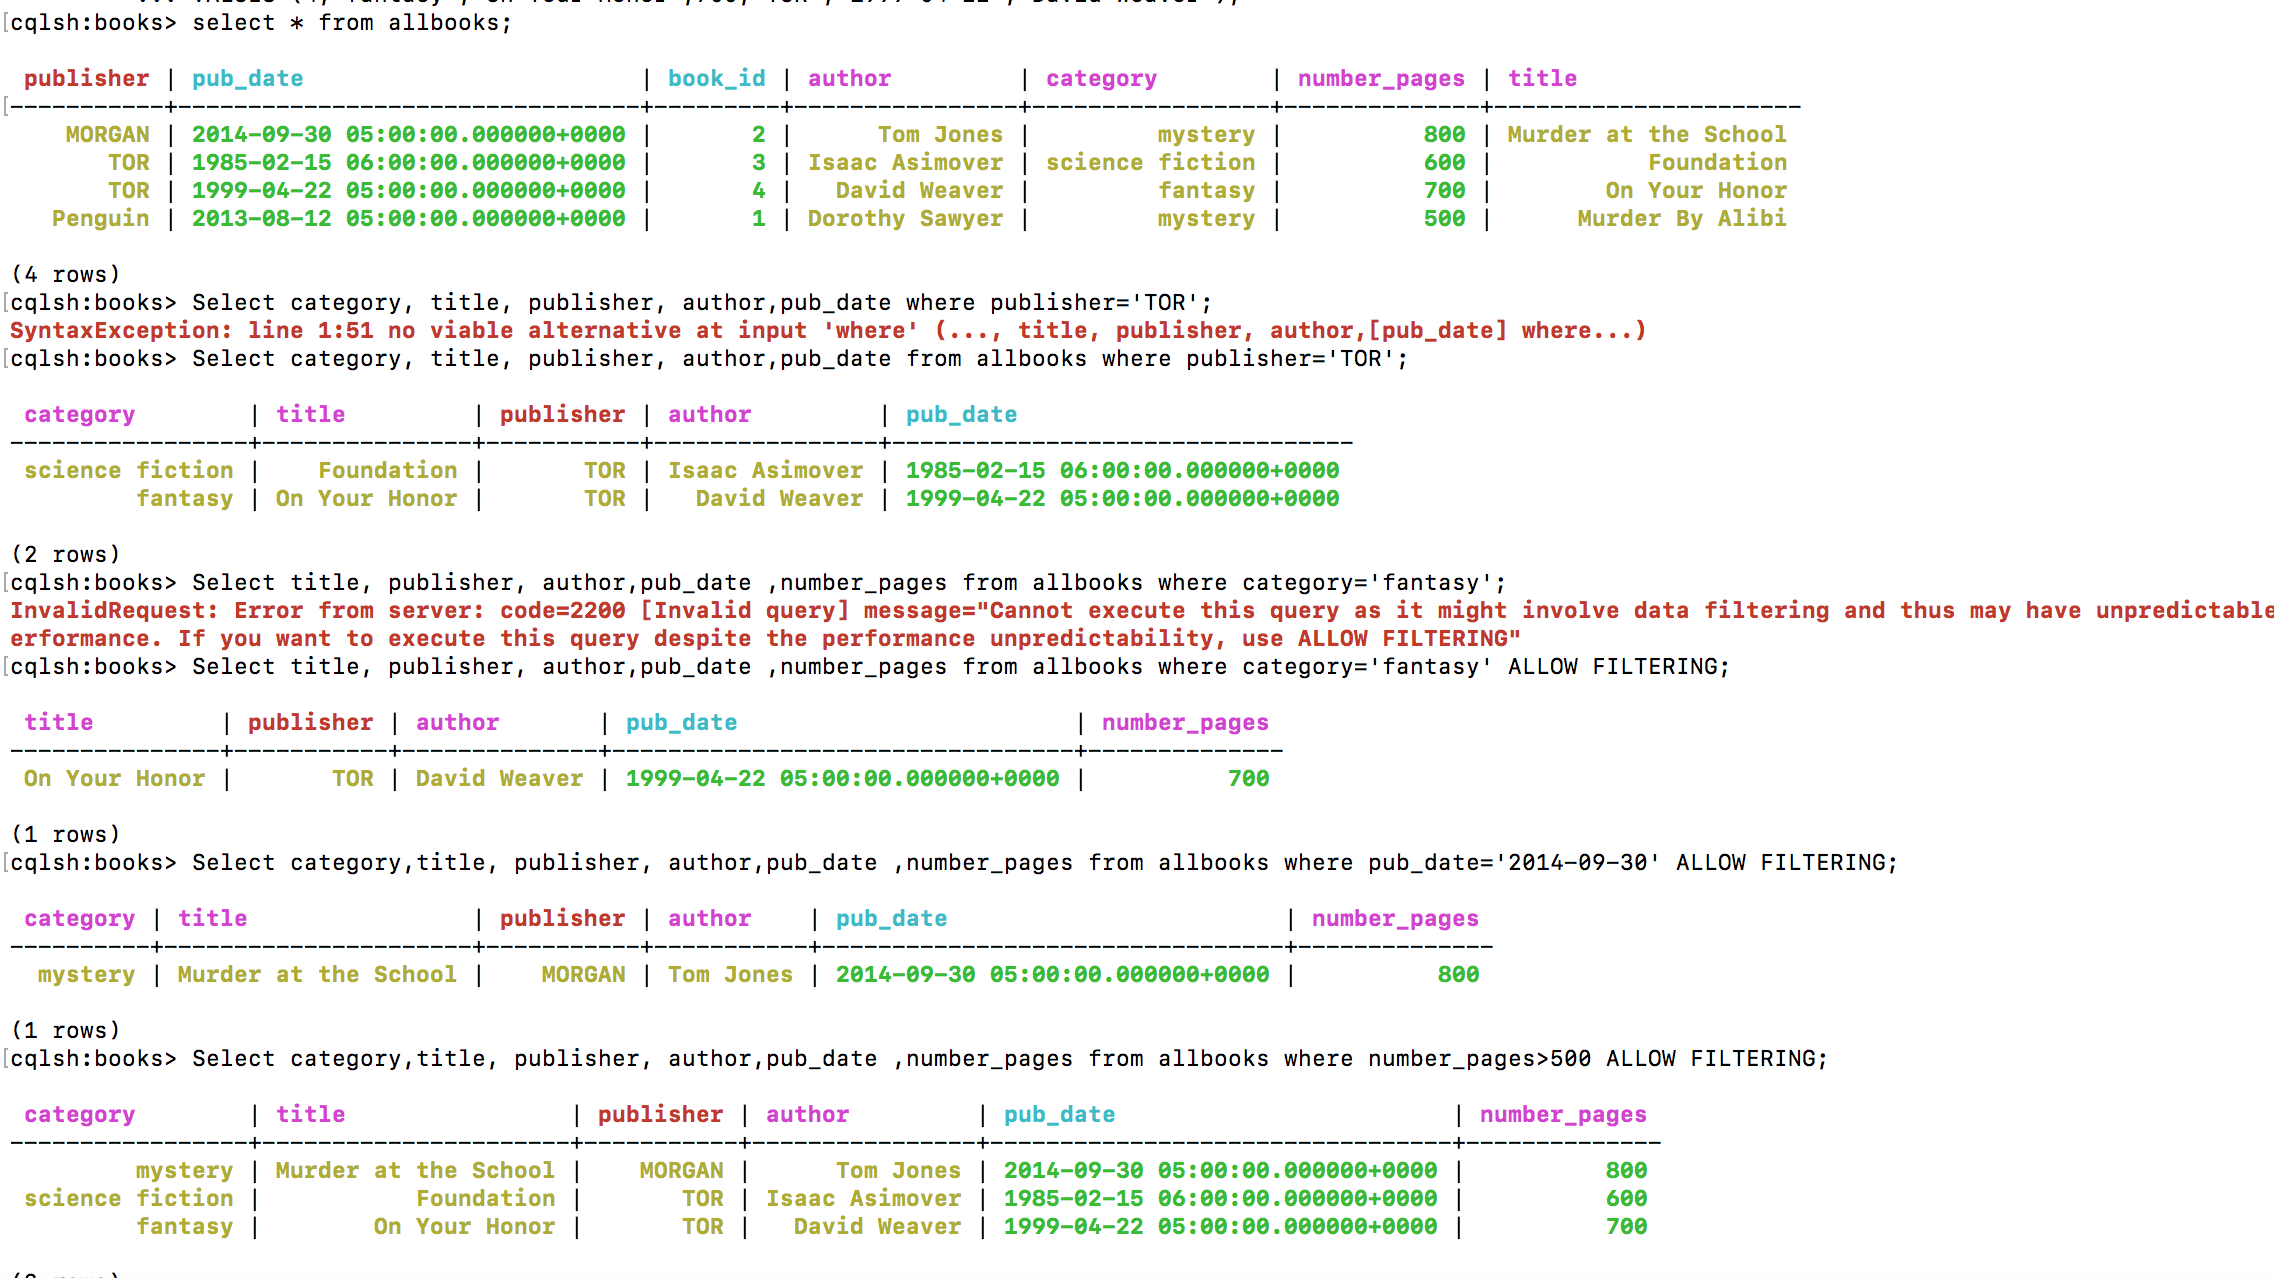 cqlsh:books> select * from allbooks;
publisher | pub_date | book_id | author | category | number_pages | title
MORGAN | 2014-09-30 05:00:00.000000+0000 | 2 | Tom Jones | mystery | 800 | Murder at the School
TOR | 1985-02-15 06:00:00.000000+0000 | 3 | Isaac Asimover | science fiction | 600 | Foundation
TOR | 1999-04-22 05:00:00.000000+0000 | 4 | David Weaver | fantasy | 700 | On Your Honor
Penguin | 2013-08-12 05:00:00.000000+0000 | 1 | Dorothy Sawyer | mystery | 500 | Murder By Alibi
(4 rows)
cqlsh:books> Select category, title, publisher, author,pub_date where publisher='TOR';
SyntaxException: line 1:51 no viable alternative at input 'where' (..., title, publisher, author,[pub_date] where...)
cqlsh:books> Select category, title, publisher, author,pub_date from allbooks where publisher='TOR';
category | title | publisher | author | pub_date
science fiction | Foundation | TOR | Isaac Asimover | 1985-02-15 06:00:00.000000+0000
fantasy | On Your Honor | TOR | David Weaver | 1999-04-22 05:00:00.000000+0000
(2 rows)
cqlsh:books> Select title, publisher, author,pub_date ,number_pages from allbooks where category='fantasy';
InvalidRequest: Error from server: code=2200 [Invalid query] message="Cannot execute this query as it might involve data filtering and thus may have unpredictable
erformance. If you want to execute this query despite the performance unpredictability, use ALLOW FILTERING"
cqlsh:books> Select title, publisher, author,pub_date ,number_pages from allbooks where category='fantasy' ALLOW FILTERING;
title | publisher | author | pub_date | number_pages
On Your Honor | TOR | David Weaver | 1999-04-22 05:00:00.000000+0000 | 700
(1 rows)
cqlsh:books> Select category,title, publisher, author,pub_date ,number_pages from allbooks where pub_date='2014-09-30' ALLOW FILTERING;
category | title | publisher | author | pub_date | number_pages
mystery | Murder at the School | MORGAN | Tom Jones | 2014-09-30 05:00:00.000000+0000 | 800
(1 rows)
cqlsh:books> Select category,title, publisher, author,pub_date ,number_pages from allbooks where number_pages>500 ALLOW FILTERING;
category | title | publisher | author | pub_date | number_pages
mystery | Murder at the School | MORGAN | Tom Jones | 2014-09-30 05:00:00.000000+0000 | 800
science fiction | Foundation | TOR | Isaac Asimover | 1985-02-15 06:00:00.000000+0000 | 600
fantasy | On Your Honor | TOR | David Weaver | 1999-04-22 05:00:00.000000+0000 | 700